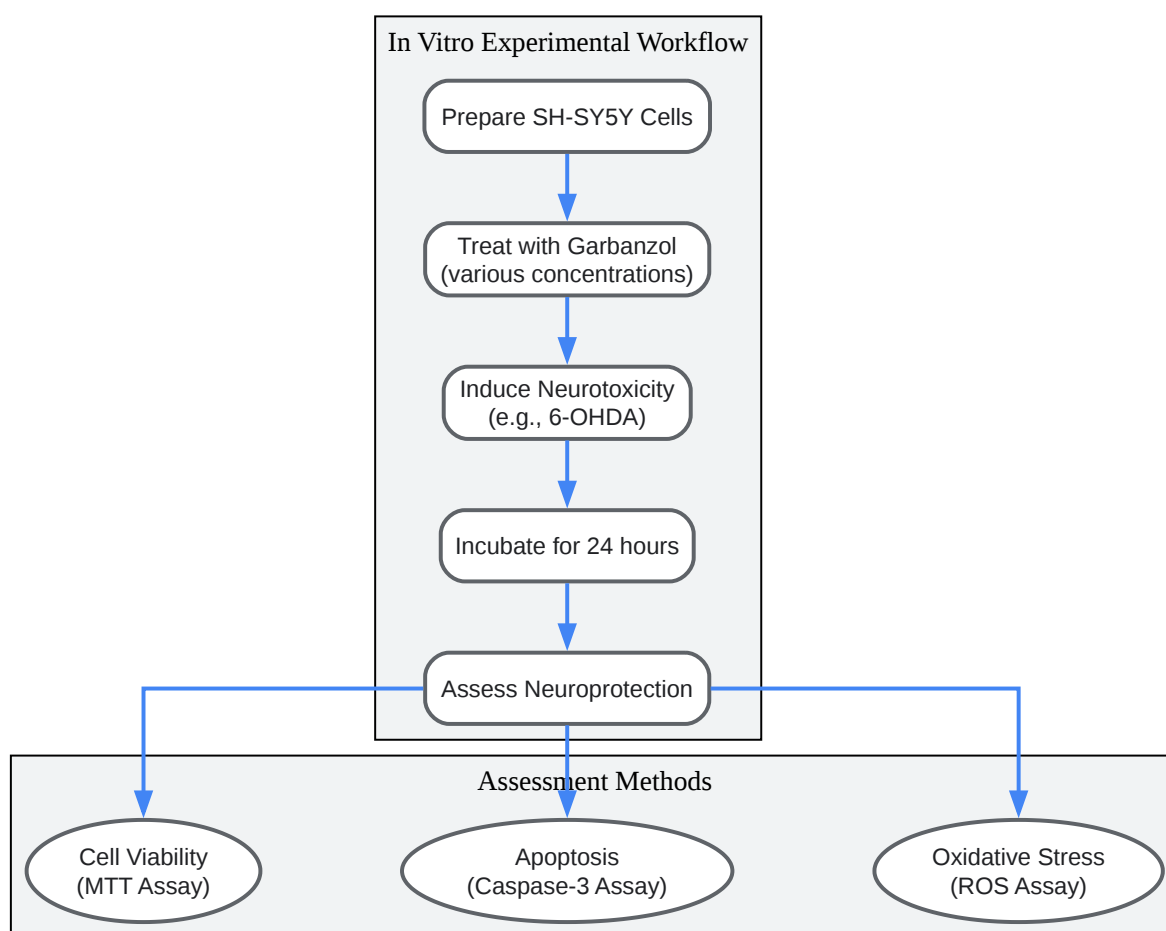 In Vitro Experimental Workflow
Prepare SH-SY5Y Cells
Treat with Garbanzol
(various concentrations)
Induce Neurotoxicity
(e.g., 6-OHDA)
Incubate for 24 hours
Assess Neuroprotection
Assessment Methods
Cell Viability
(MTT Assay)
Apoptosis
(Caspase-3 Assay)
Oxidative Stress
(ROS Assay)